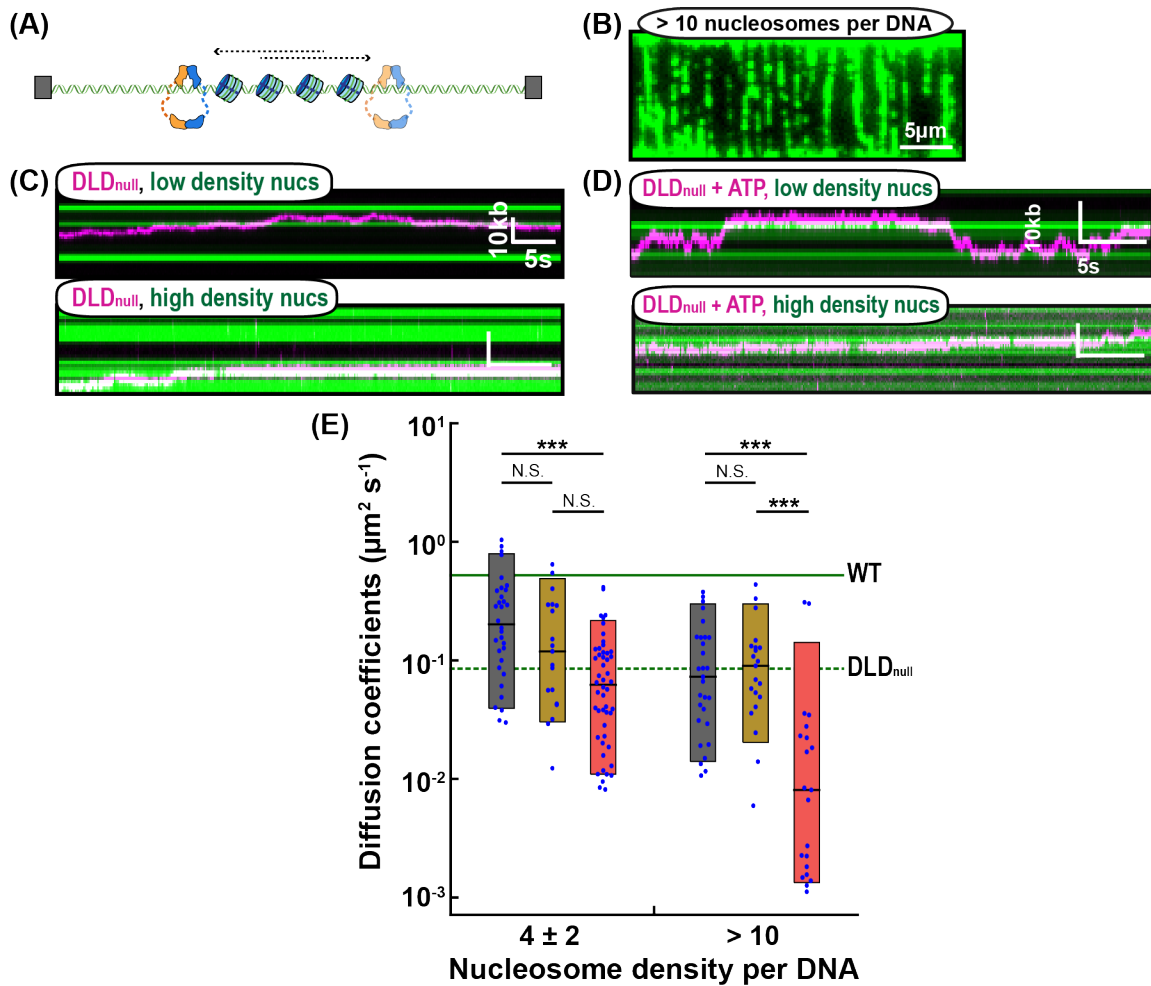 (A)
(B)
> 10 nucleosomes per DNA
5µm
(C)
DLDnull, low density nucs
10kb
5s
DLDnull, high density nucs
(D)
DLDnull + ATP, low density nucs
10kb
5s
DLDnull + ATP, high density nucs
(E)
Diffusion coefficients (µm² s⁻¹)
10¹
10⁰
10⁻¹
10⁻²
10⁻³
***
N.S.
N.S.
***
N.S.
***
WT
DLDnull
4 ± 2
> 10
Nucleosome density per DNA